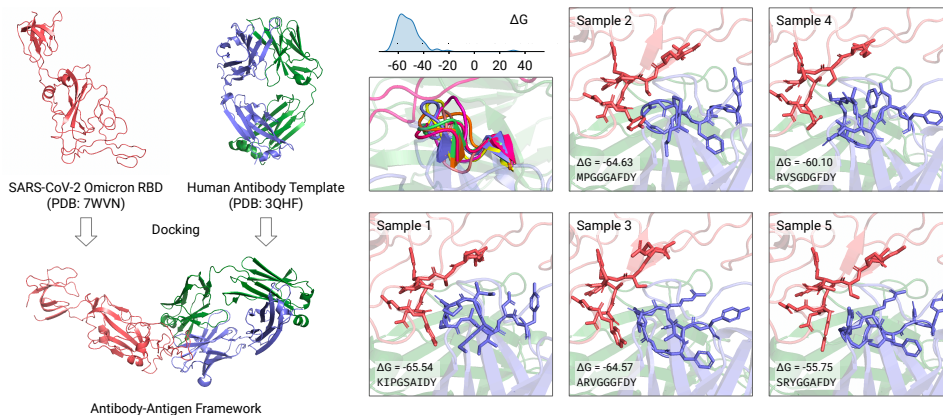 SARS-CoV-2 Omicron RBD
(PDB: 7WVN)
Human Antibody Template
(PDB: 3QHF)
Docking
Antibody-Antigen Framework
ΔG
-60 -40 -20 0 20 40
Sample 2
ΔG = -64.63
MPGGGAFDY
Sample 4
ΔG = -60.10
RVSGDGFDY
Sample 1
ΔG = -65.54
KIPGSAIDY
Sample 3
ΔG = -64.57
ARVGGGFDY
Sample 5
ΔG = -55.75
SRYGGAFDY